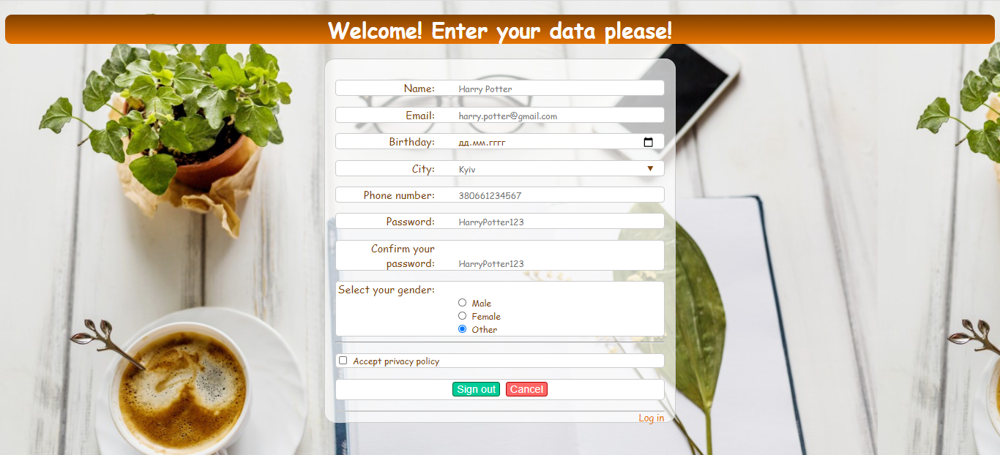 Welcome! Enter your data please!
Name: Harry Potter
Email: harry.potter@gmail.com
Birthday: дд.мм.гггг
City: Kyiv
Phone number: 380661234567
Password: HarryPotter123
Confirm your
password: HarryPotter123
Select your gender:
Male
Female
Other
Accept privacy policy
Sign out Cancel
Log in